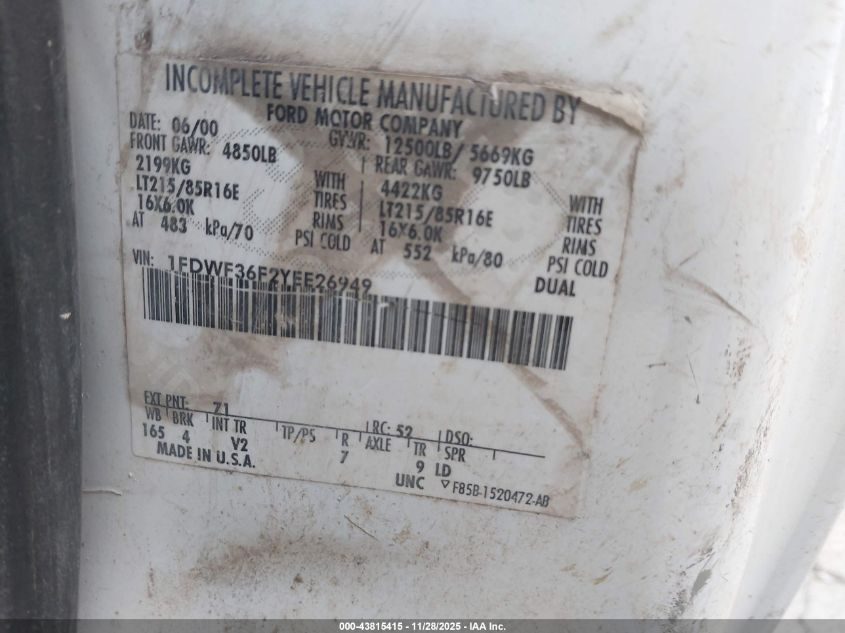 INCOMPLETE VEHICLE MANUFACTURED BY
FORD MOTOR COMPANY
DATE: 06/00 GVWR: 12500LB/ 5669KG
FRONT GAWR: 4850LB REAR GAWR: 9750LB
2199KG WITH 4422KG WITH
LT215/85R16E TIRES LT215/85R16E TIRES
16X6.0K RIMS 16X6.0K RIMS
AT 483 kPa/70 PSI COLD AT 552 kPa/80 PSI COLD
DUAL
VIN: 1FDWF36F2YEE26949
EXT PNT: 71 RC: 52 DSO:
WB BRK INT TR TP/PS R AXLE TR SPR
165 4 V2 7 9 LD
MADE IN U.S.A. UNC ▽ F85B-1520472-AB
000-43815415 - 11/28/2025 - IAA Inc.